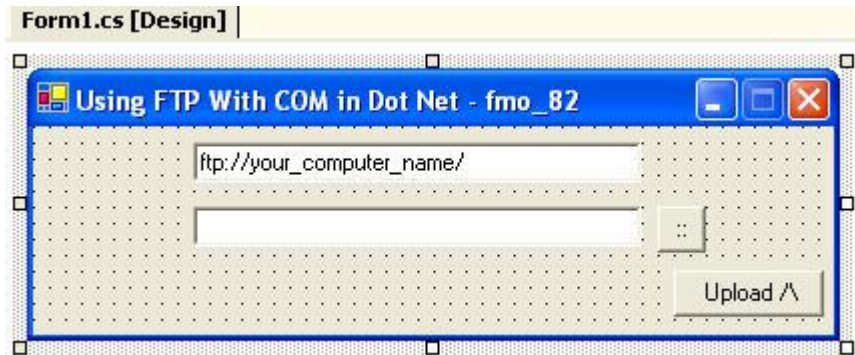 Form1.cs [Design]
Using FTP With COM in Dot Net - fmo_82
ftp://your_computer_name/
::
Upload /\